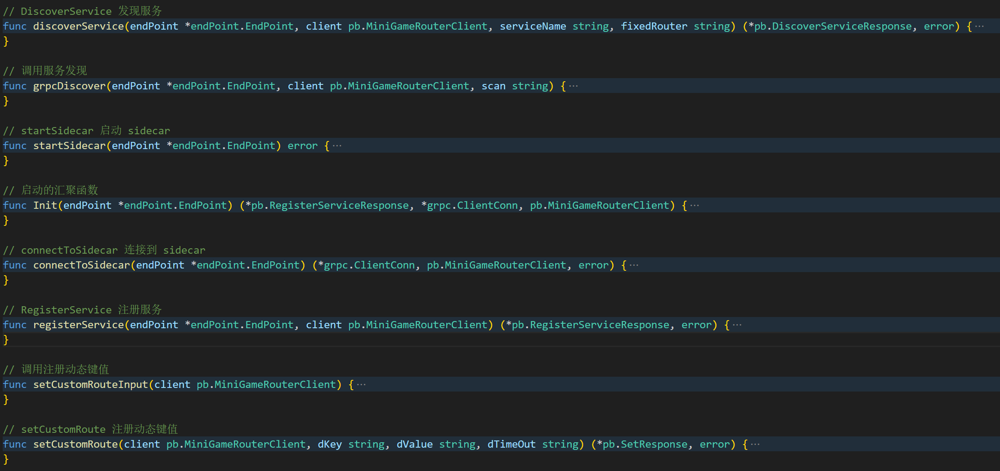 // DiscoverService 发现服务
func discoverService(endPoint *endPoint.EndPoint, client pb.MiniGameRouterClient, serviceName string, fixedRouter string) (*pb.DiscoverServiceResponse, error) {···
}
// 调用服务发现
func grpcDiscover(endPoint *endPoint.EndPoint, client pb.MiniGameRouterClient, scan string) {···
}
// startSidecar 启动 sidecar
func startSidecar(endPoint *endPoint.EndPoint) error {···
}
// 启动的汇聚函数
func Init(endPoint *endPoint.EndPoint) (*pb.RegisterServiceResponse, *grpc.ClientConn, pb.MiniGameRouterClient) {···
}
// connectToSidecar 连接到 sidecar
func connectToSidecar(endPoint *endPoint.EndPoint) (*grpc.ClientConn, pb.MiniGameRouterClient, error) {···
}
// RegisterService 注册服务
func registerService(endPoint *endPoint.EndPoint, client pb.MiniGameRouterClient) (*pb.RegisterServiceResponse, error) {···
}
// 调用注册动态键值
func setCustomRouteInput(client pb.MiniGameRouterClient) {···
}
// setCustomRoute 注册动态键值
func setCustomRoute(client pb.MiniGameRouterClient, dKey string, dValue string, dTimeOut string) (*pb.SetResponse, error) {···
}